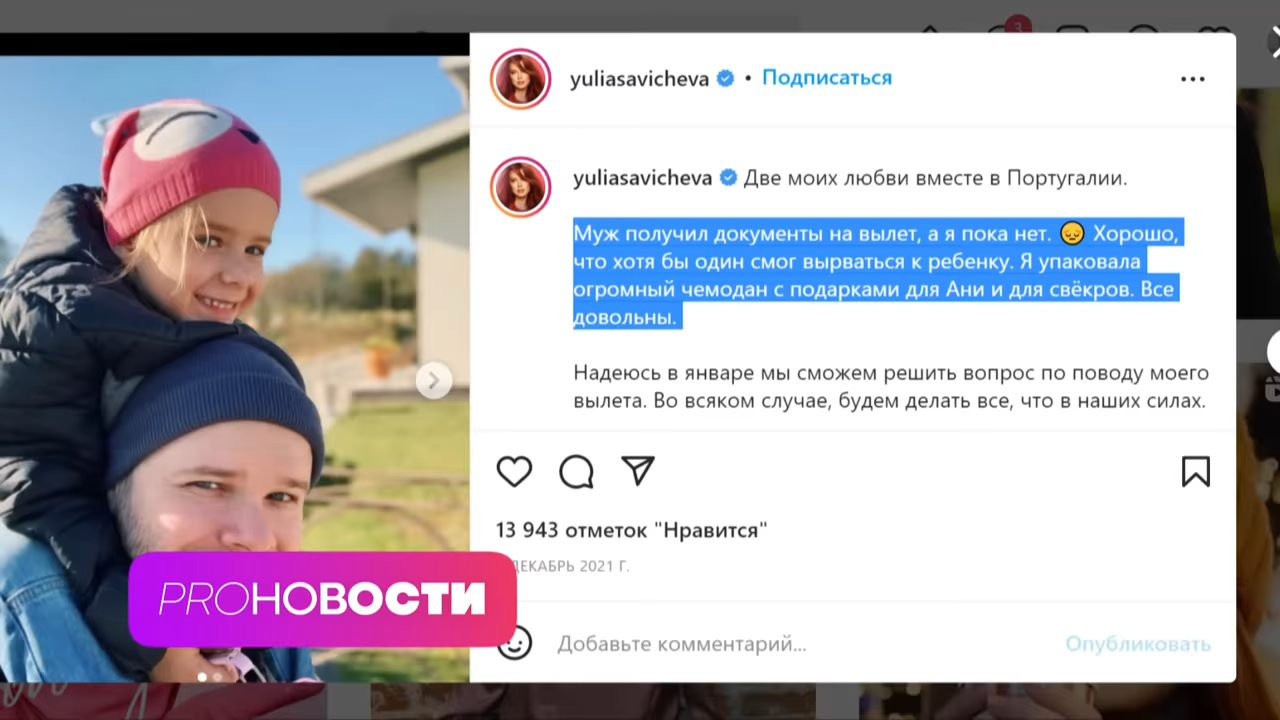 3
yuliasavicheva • Подписаться
yuliasavicheva Две моих любви вместе в Португалии.
Муж получил документы на вылет, а я пока нет. 😔 Хорошо,
что хотя бы один смог вырваться к ребенку. Я упаковала
огромный чемодан с подарками для Ани и для свёкров. Все
довольны.
Надеюсь в январе мы сможем решить вопрос по поводу моего
вылета. Во всяком случае, будем делать все, что в наших силах.
13 943 отметок "Нравится"
ДЕКАБРЬ 2021 Г.
PROНОВОСТИ
Добавьте комментарий...
Опубликовать